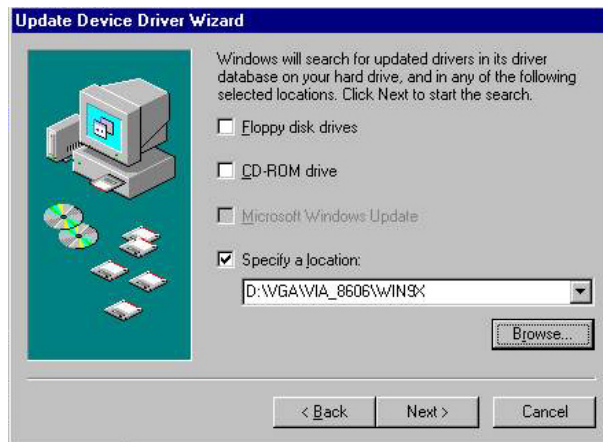 Update Device Driver Wizard
Windows will search for updated drivers in its driver
database on your hard drive, and in any of the following
selected locations. Click Next to start the search.
Floppy disk drives
CD-ROM drive
Microsoft Windows Update
Specify a location:
D:\VGA\VIA_8606\WIN9X
Browse...
< Back
Next >
Cancel